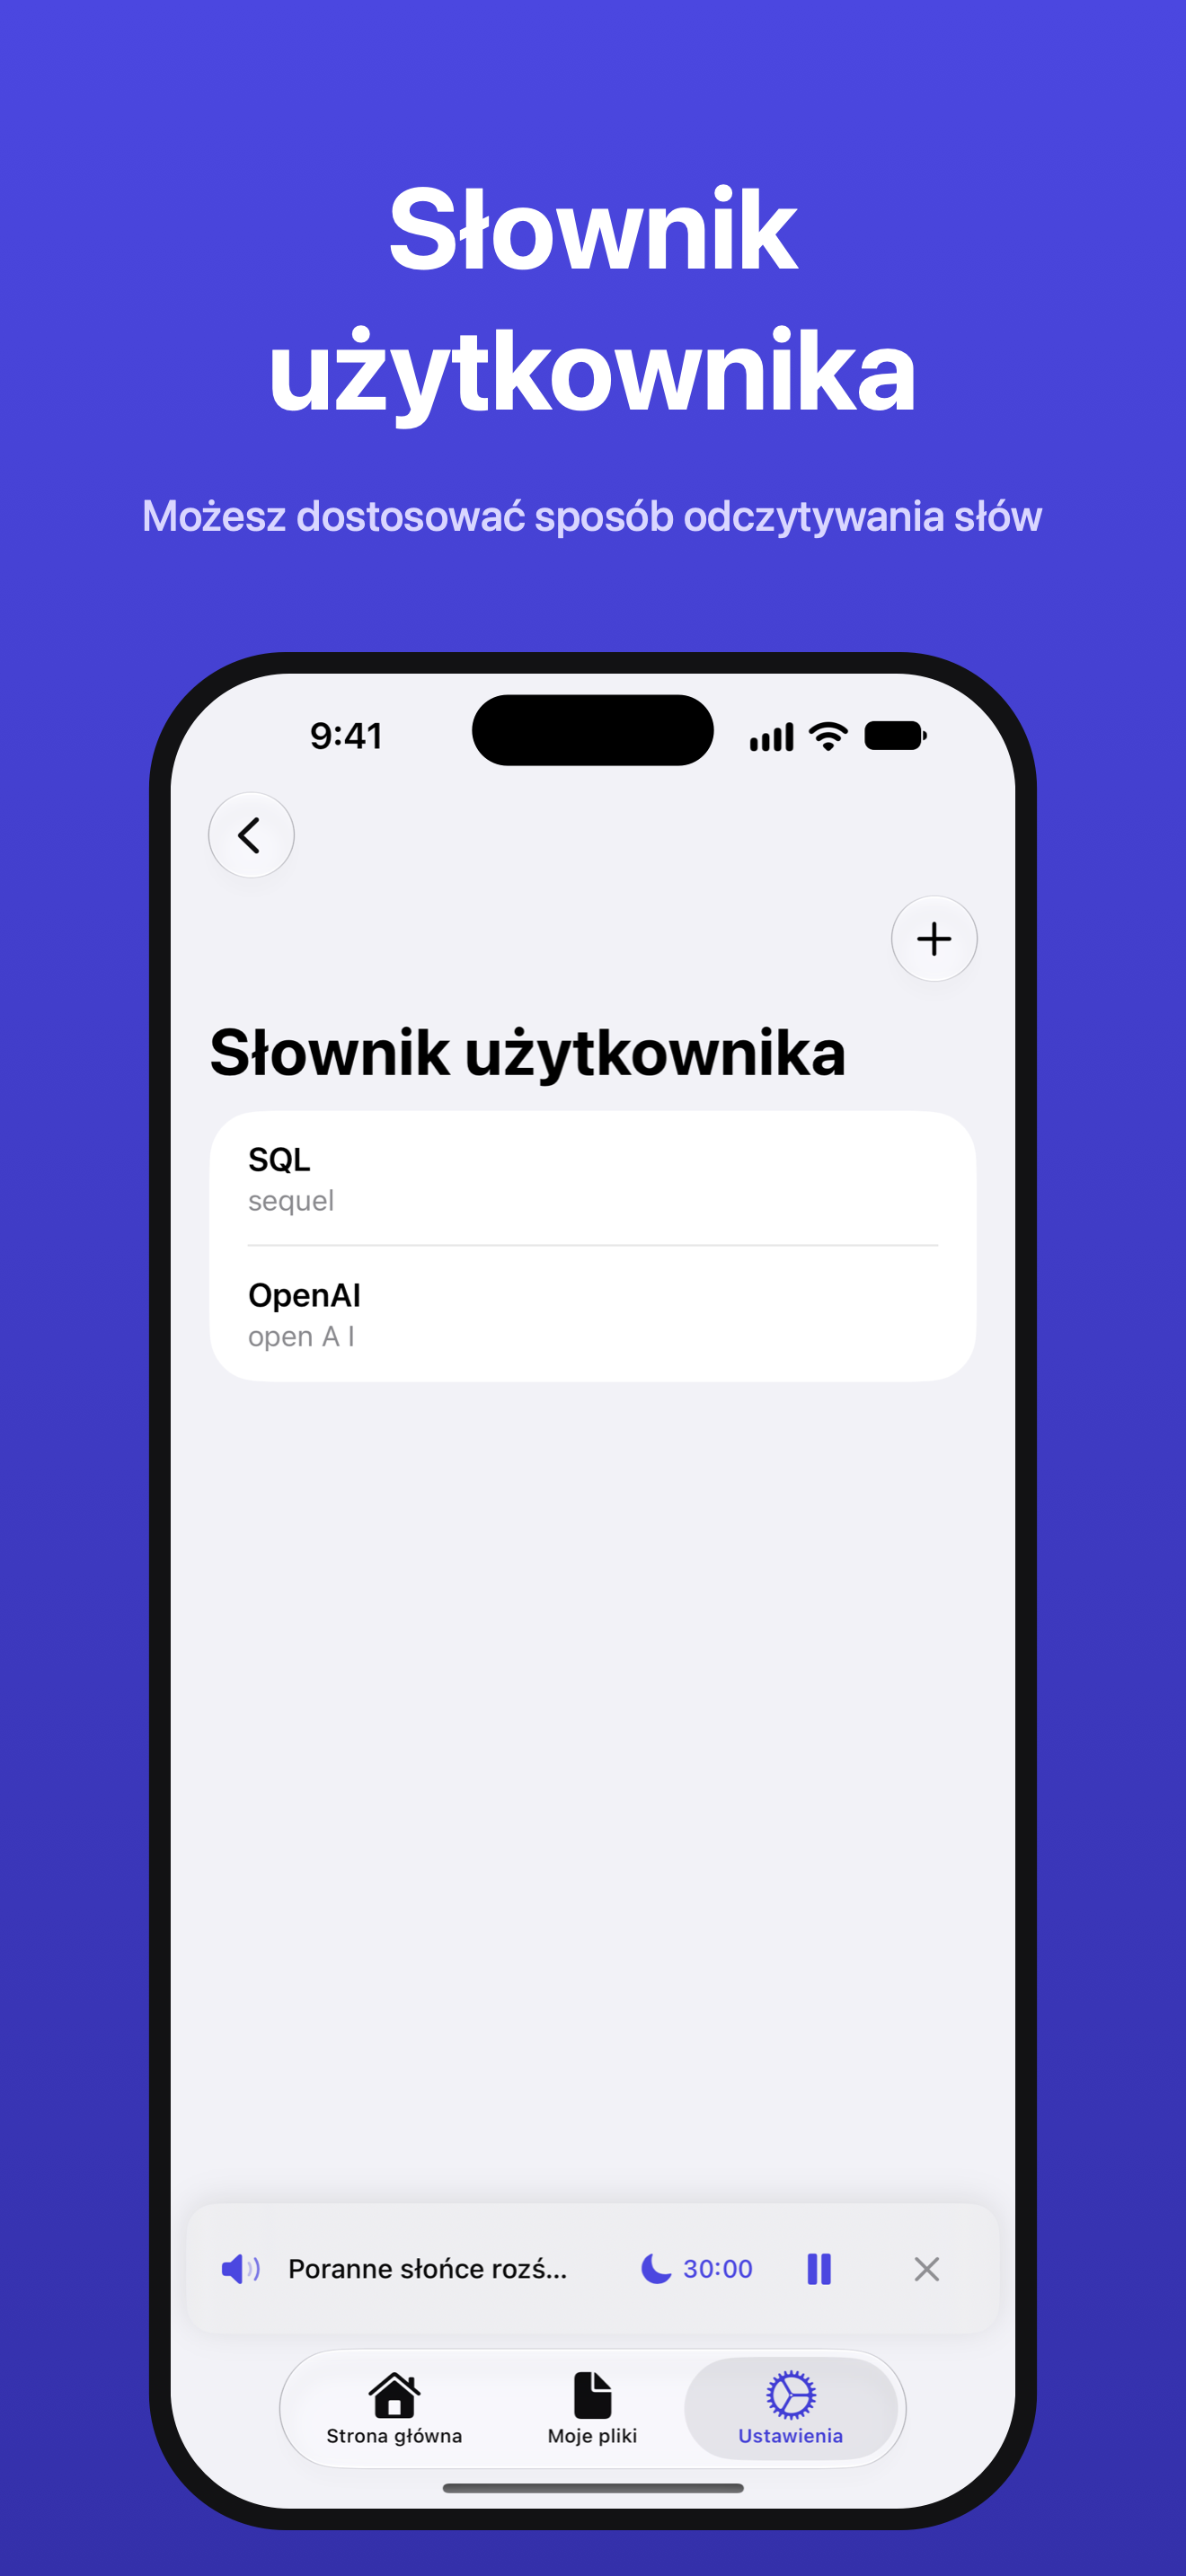 Słownik
użytkownika
Możesz dostosować sposób odczytywania słów
9:41
Słownik użytkownika
SQL
sequel
OpenAI
open A I
Poranne słońce rozś... 30:00
Strona główna Moje pliki Ustawienia